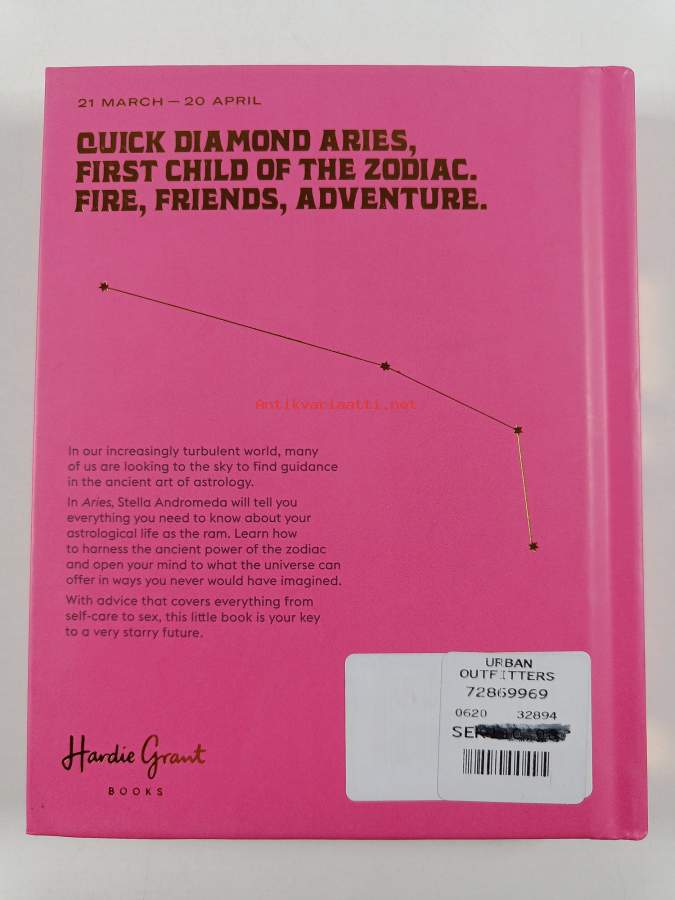 21 MARCH — 20 APRIL
QUICK DIAMOND ARIES,
FIRST CHILD OF THE ZODIAC.
FIRE, FRIENDS, ADVENTURE.
Antikvariaatti.net
In our increasingly turbulent world, many
of us are looking to the sky to find guidance
in the ancient art of astrology.
In Aries, Stella Andromeda will tell you
everything you need to know about your
astrological life as the ram. Learn how
to harness the ancient power of the zodiac
and open your mind to what the universe can
offer in ways you never would have imagined.
With advice that covers everything from
self-care to sex, this little book is your key
to a very starry future.
URBAN
OUTFITTERS
72869969
0620 32894
Hardie Grant
BOOKS